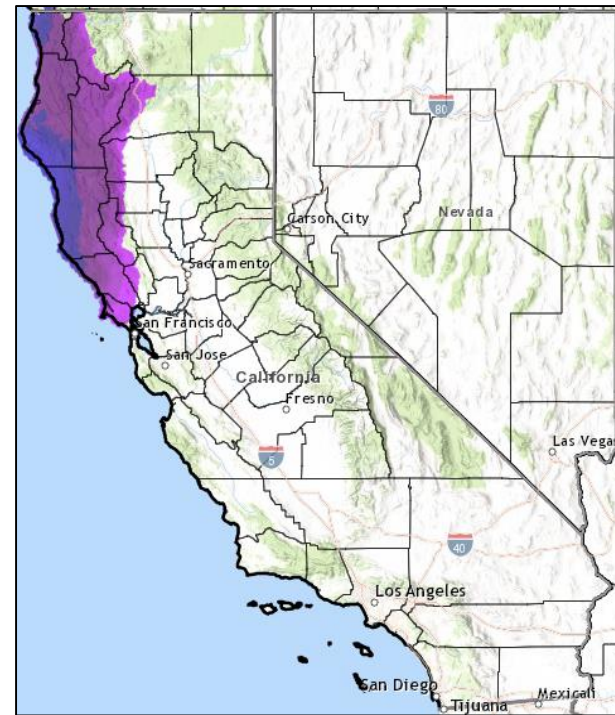 80
Nevada
Carson City
Sacramento
San Francisco
San Jose
California
Fresno
Las Vegas
5
40
Los Angeles
San Diego
Tijuana
Mexicali